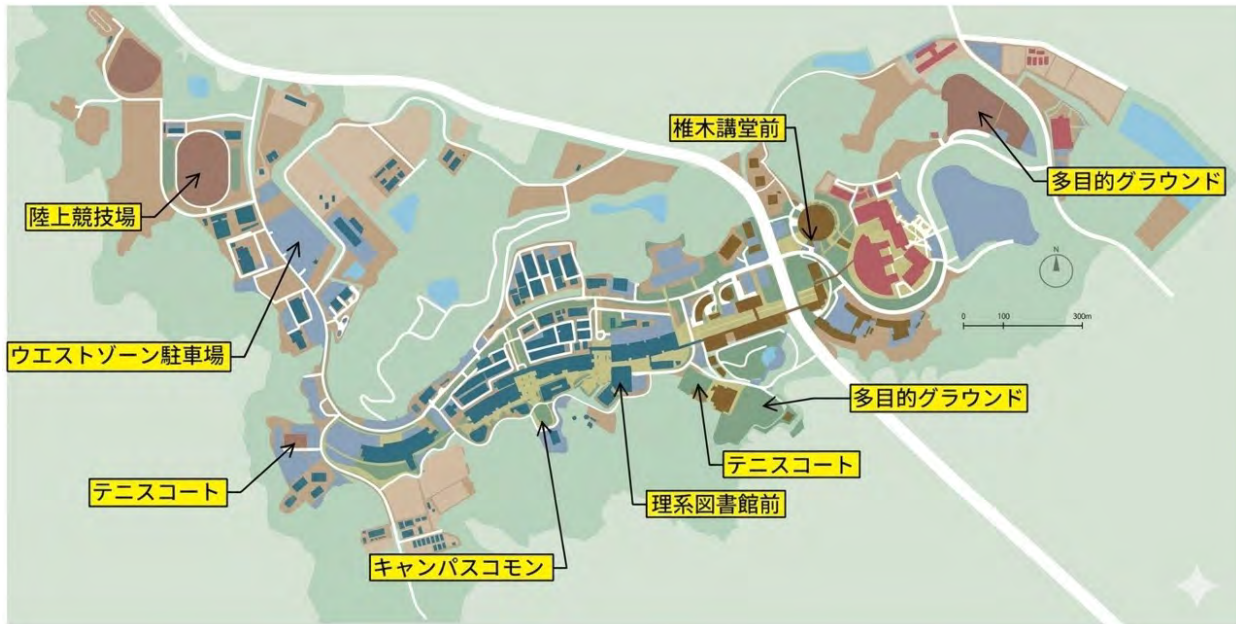 椎木講堂前
多目的グラウンド
陸上競技場
N
0 100 300m
ウエストゾーン駐車場
多目的グラウンド
テニスコート
テニスコート
理系図書館前
キャンパスコモン